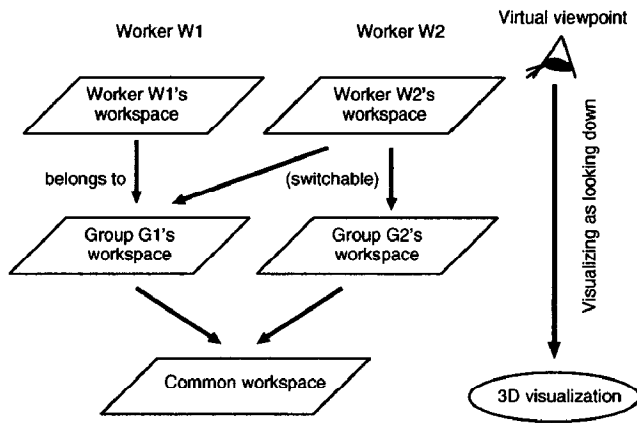 Virtual viewpoint
Worker W1
Worker W2
Worker W1's
workspace
Worker W2's
workspace
belongs to
(switchable)
Group G1's
workspace
Group G2's
workspace
Visualizing as looking down
Common workspace
3D visualization